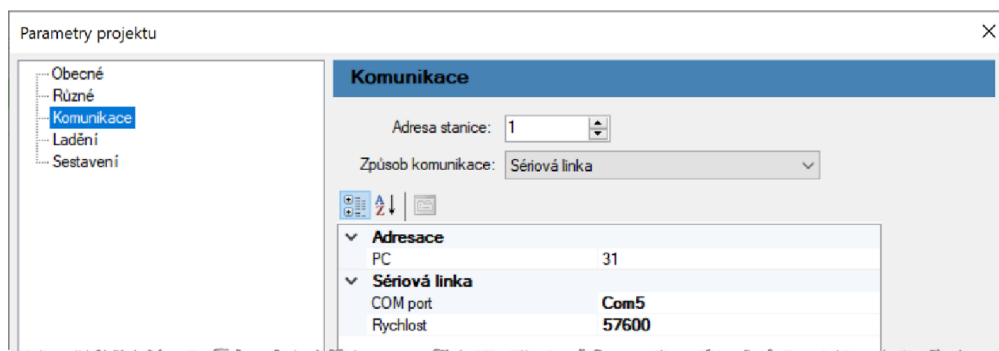 Parametry projektu
Obecné
Různé
Komunikace
Ladění
Sestavení
Komunikace
Adresa stanice: 1
Způsob komunikace: Sériová linka
Adresace
PC 31
Sériová linka
COM port Com5
Rychlost 57600